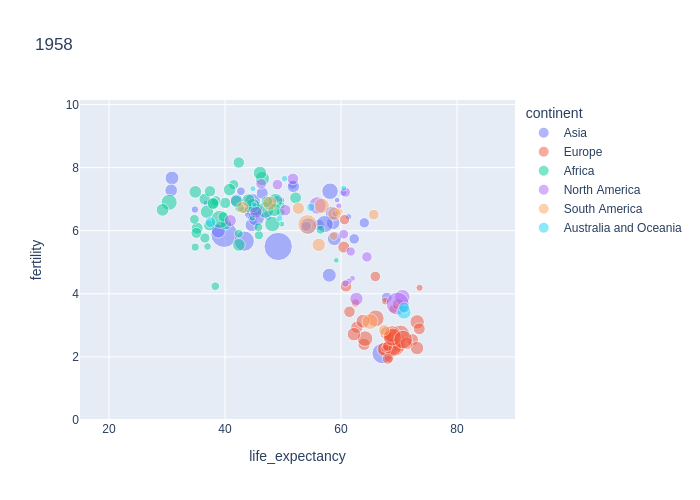 1958
continent
Asia
Europe
Africa
North America
South America
Australia and Oceania
fertility
10
8
6
4
2
0
20
40
60
80
life_expectancy